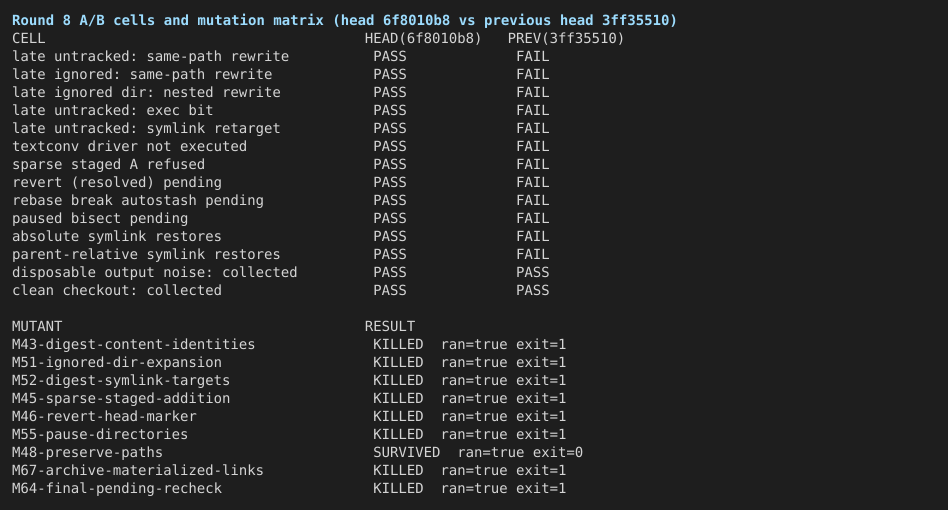 Round 8 A/B cells and mutation matrix (head 6f8010b8 vs previous head 3ff35510)
CELL HEAD(6f8010b8) PREV(3ff35510)
late untracked: same-path rewrite PASS FAIL
late ignored: same-path rewrite PASS FAIL
late ignored dir: nested rewrite PASS FAIL
late untracked: exec bit PASS FAIL
late untracked: symlink retarget PASS FAIL
textconv driver not executed PASS FAIL
sparse staged A refused PASS FAIL
revert (resolved) pending PASS FAIL
rebase break autostash pending PASS FAIL
paused bisect pending PASS FAIL
absolute symlink restores PASS FAIL
parent-relative symlink restores PASS FAIL
disposable output noise: collected PASS PASS
clean checkout: collected PASS PASS
MUTANT RESULT
M43-digest-content-identities KILLED ran=true exit=1
M51-ignored-dir-expansion KILLED ran=true exit=1
M52-digest-symlink-targets KILLED ran=true exit=1
M45-sparse-staged-addition KILLED ran=true exit=1
M46-revert-head-marker KILLED ran=true exit=1
M55-pause-directories KILLED ran=true exit=1
M48-preserve-paths SURVIVED ran=true exit=0
M67-archive-materialized-links KILLED ran=true exit=1
M64-final-pending-recheck KILLED ran=true exit=1